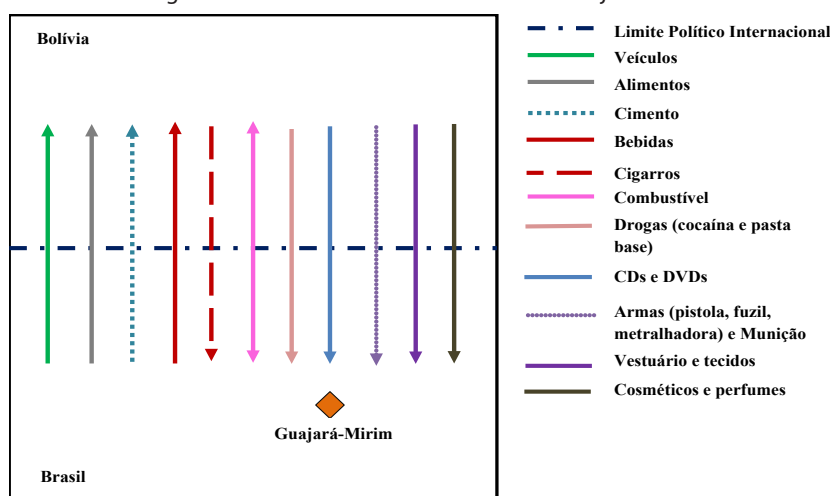 Bolívia
Limite Político Internacional
Veículos
Alimentos
Cimento
Bebidas
Cigarros
Combustível
Drogas (cocaína e pasta
base)
CDs e DVDs
Armas (pistola, fuzil,
metralhadora) e Munição
Vestuário e tecidos
Cosméticos e perfumes
Guajará-Mirim
Brasil